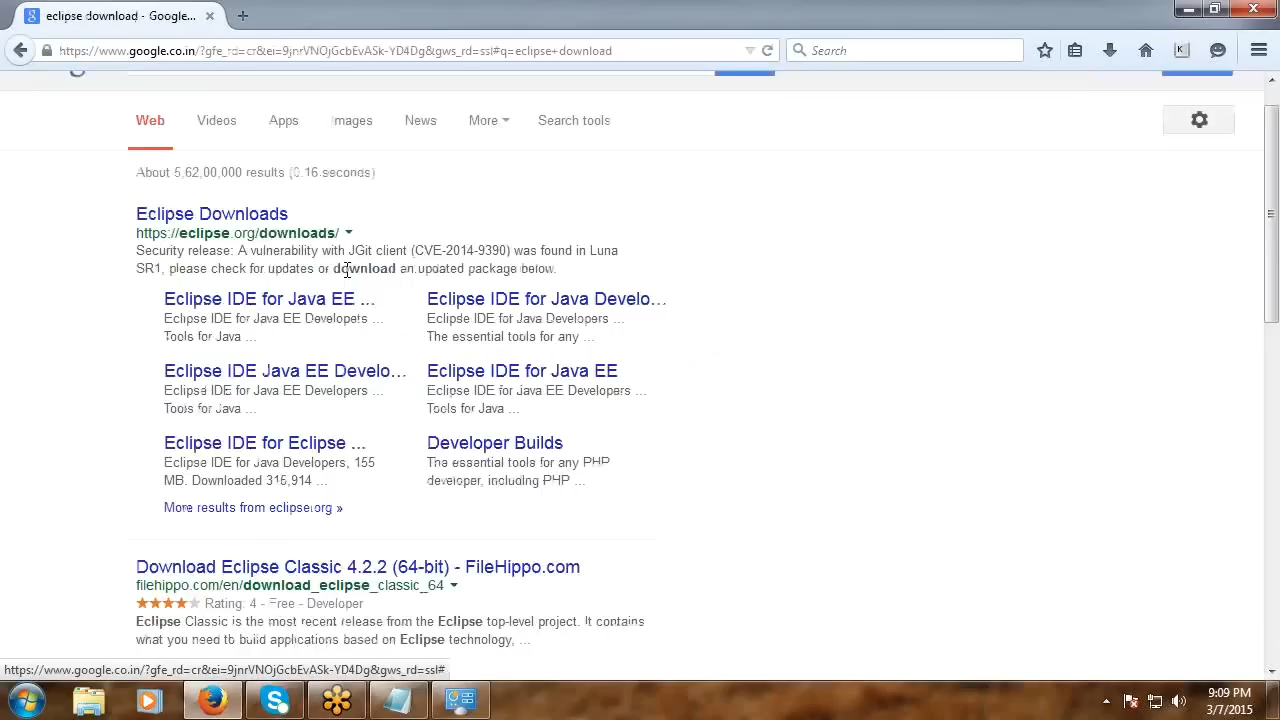 eclipse download - Google...
https://www.google.co.in/?gfe_rd=cr&ei=9jnrVNOjGcbEvASk-YD4Dg&gws_rd=ssl#q=eclipse+download
Search
Web Videos Apps Images News More Search tools
About 5,62,00,000 results (0.16 seconds)
Eclipse Downloads
https://eclipse.org/downloads/
Security release: A vulnerability with JGit client (CVE-2014-9390) was found in Luna
SR1, please check for updates or download an updated package below.
Eclipse IDE for Java EE ...
Eclipse IDE for Java EE Developers ...
Tools for Java ...
Eclipse IDE for Java Develo...
Eclipse IDE for Java Developers ...
The essential tools for any ...
Eclipse IDE Java EE Develo...
Eclipse IDE for Java EE Developers ...
Tools for Java ...
Eclipse IDE for Java EE
Eclipse IDE for Java EE Developers ...
Tools for Java ...
Eclipse IDE for Eclipse ...
Eclipse IDE for Java Developers, 155
MB. Downloaded 315,914 ...
Developer Builds
The essential tools for any PHP
developer, including PHP ...
More results from eclipse.org »
Download Eclipse Classic 4.2.2 (64-bit) - FileHippo.com
filehippo.com/en/download_eclipse_classic_64
Rating: 4 - Free - Developer
Eclipse Classic is the most recent release from the Eclipse top-level project. It contains
what you need to build applications based on Eclipse technology, ...
https://www.google.co.in/?gfe_rd=cr&ei=9jnrVNOjGcbEvASk-YD4Dg&gws_rd=ssl#
9:09 PM
3/7/2015